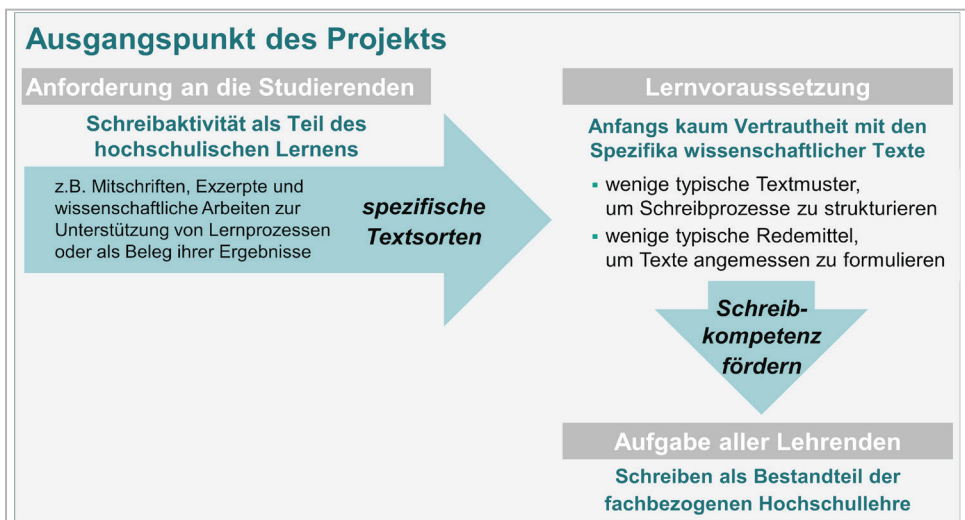 Ausgangspunkt des Projekts
Anforderung an die Studierenden
Schreibaktivität als Teil des
hochschulischen Lernens
z.B. Mitschriften, Exzerpte und
wissenschaftliche Arbeiten zur
Unterstützung von Lernprozessen
oder als Beleg ihrer Ergebnisse
spezifische
Textsorten
Lernvoraussetzung
Anfangs kaum Vertrautheit mit den
Spezifika wissenschaftlicher Texte
▪ wenige typische Textmuster,
um Schreibprozesse zu strukturieren
▪ wenige typische Redemittel,
um Texte angemessen zu formulieren
Schreib-
kompetenz
fördern
Aufgabe aller Lehrenden
Schreiben als Bestandteil der
fachbezogenen Hochschullehre